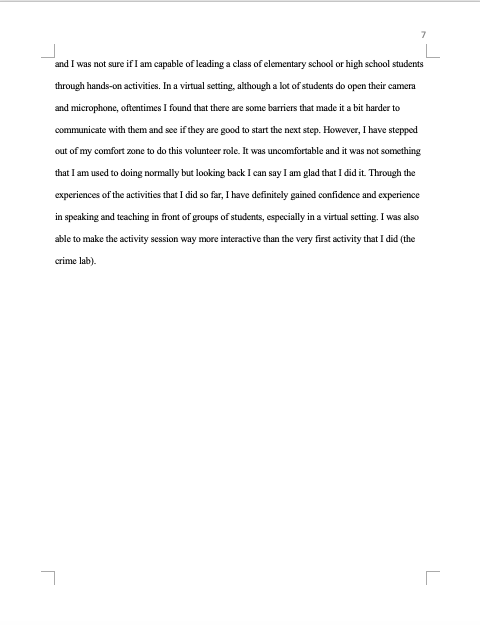 7
and I was not sure if I am capable of leading a class of elementary school or high school students
through hands-on activities. In a virtual setting, although a lot of students do open their camera
and microphone, oftentimes I found that there are some barriers that made it a bit harder to
communicate with them and see if they are good to start the next step. However, I have stepped
out of my comfort zone to do this volunteer role. It was uncomfortable and it was not something
that I am used to doing normally but looking back I can say I am glad that I did it. Through the
experiences of the activities that I did so far, I have definitely gained confidence and experience
in speaking and teaching in front of groups of students, especially in a virtual setting. I was also
able to make the activity session way more interactive than the very first activity that I did (the
crime lab).